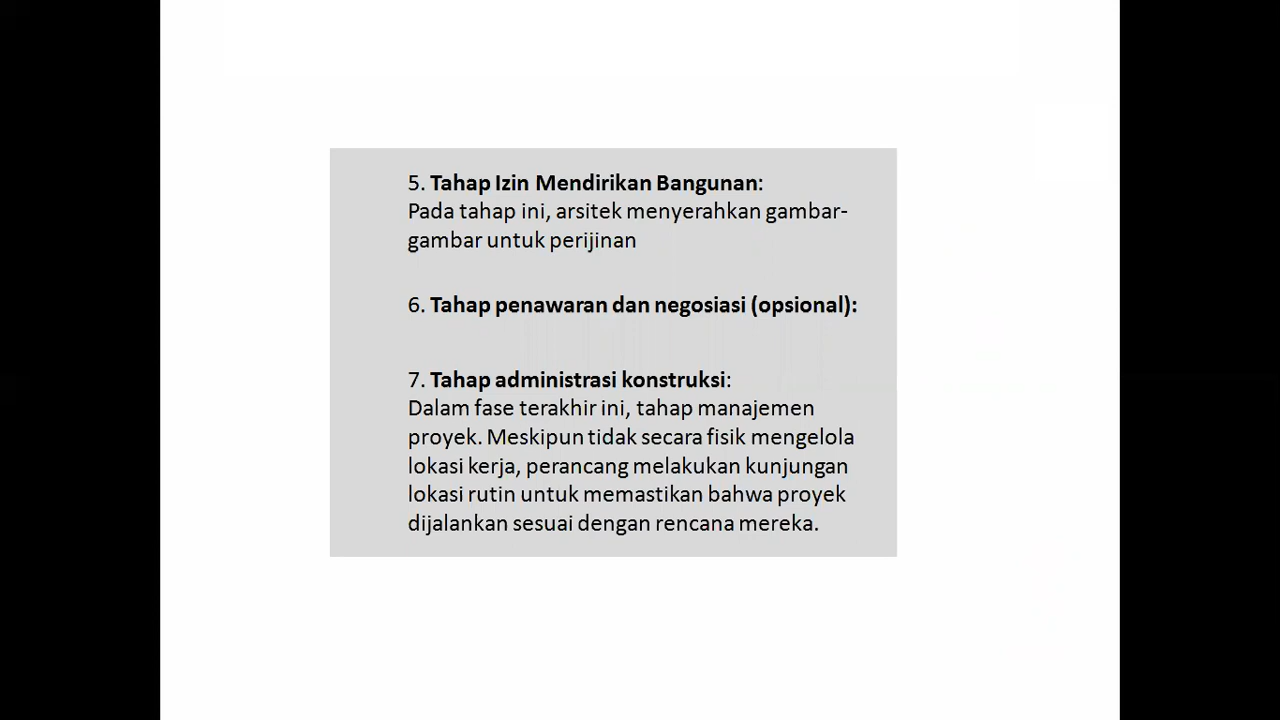 5. Tahap Izin Mendirikan Bangunan:
Pada tahap ini, arsitek menyerahkan gambar-
gambar untuk perijinan
6. Tahap penawaran dan negosiasi (opsional):
7. Tahap administrasi konstruksi:
Dalam fase terakhir ini, tahap manajemen
proyek. Meskipun tidak secara fisik mengelola
lokasi kerja, perancang melakukan kunjungan
lokasi rutin untuk memastikan bahwa proyek
dijalankan sesuai dengan rencana mereka.